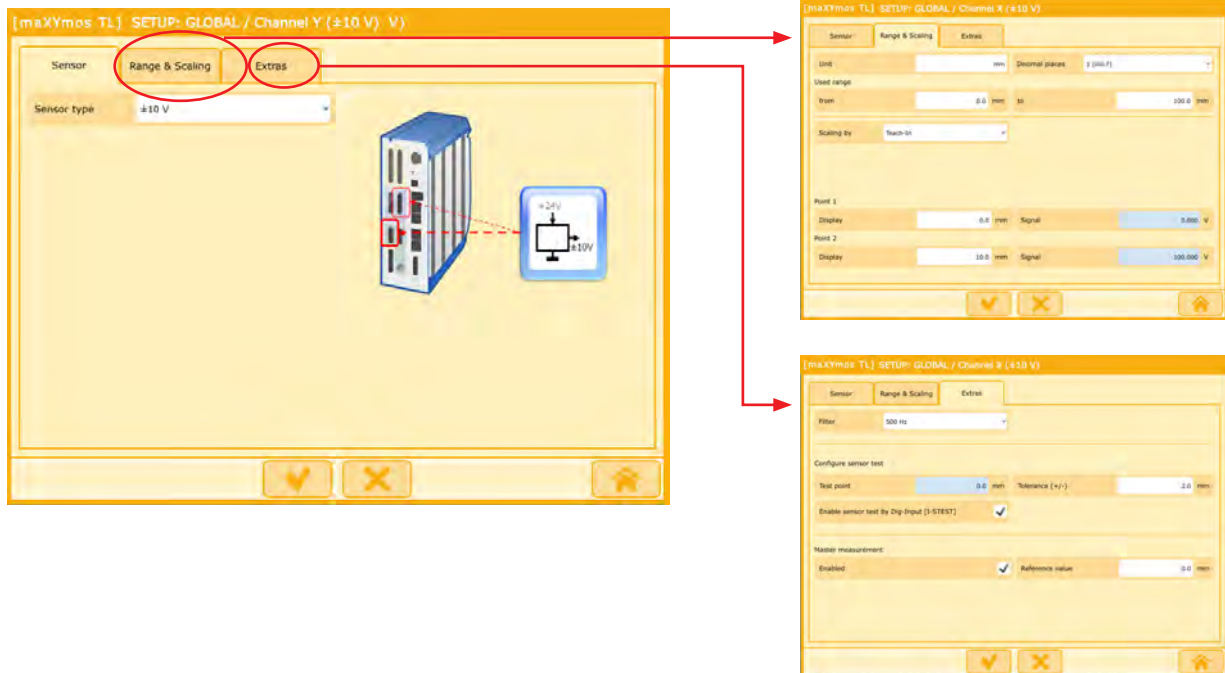 [maXYmos TL] SETUP: GLOBAL / Channel Y (±10 V) V)
Sensor Range & Scaling Extras
Sensor type ±10 V
+24V
±10V
[maXYmos TL] SETUP: GLOBAL / Channel X (±10 V)
Sensor Range & Scaling Extras
Unit mm Decimal places
Used range
from 0.0 mm to 100.0 mm
Scaling by Teach-In
Point 1
Display 0.0 mm Signal V
Point 2
Display 10.0 mm Signal 100.000 V
[maXYmos TL] SETUP: GLOBAL / Channel X (±10 V)
Sensor Range & Scaling Extras
Filter 500 Hz
Configure sensor test
Test point 0.0 mm Tolerance (+/-) 2.0 mm
Enable sensor test by Dig-Input [I-STEST]
Master measurement
Enabled Reference value 0.0 mm